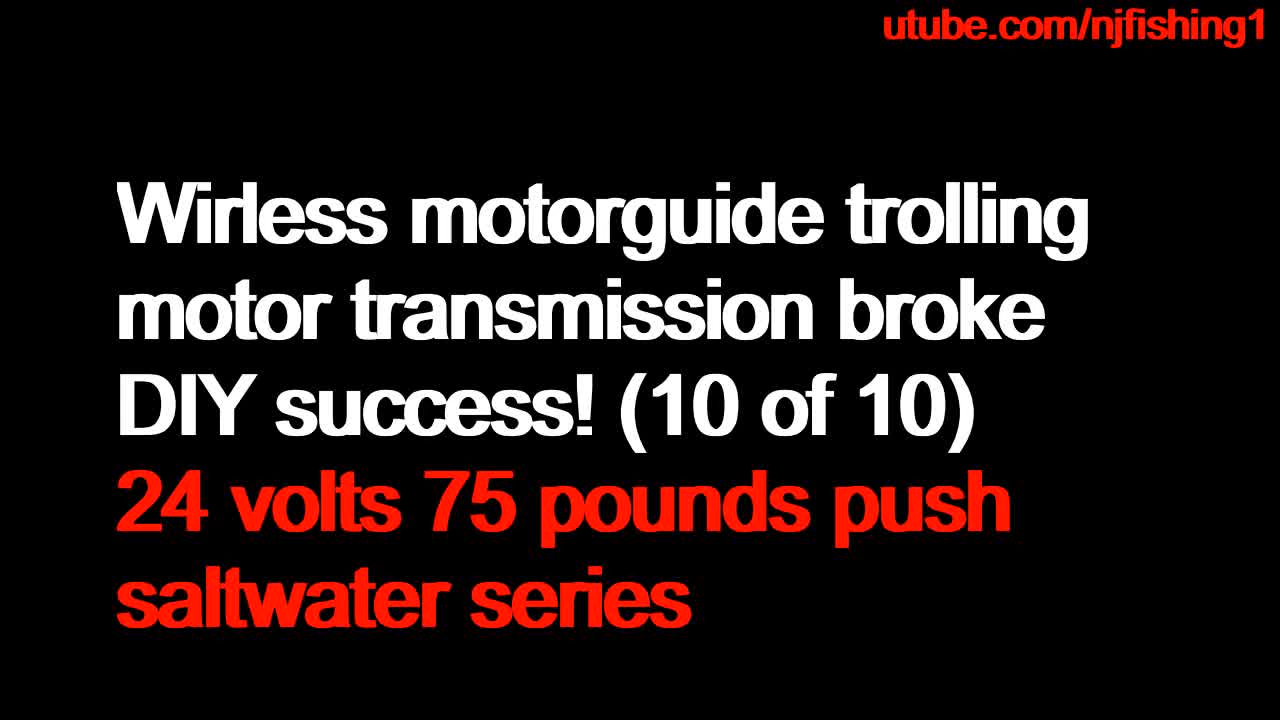 utube.com/njfishing1
Wirless motorguide trolling
motor transmission broke
DIY success! (10 of 10)
24 volts 75 pounds push
saltwater series